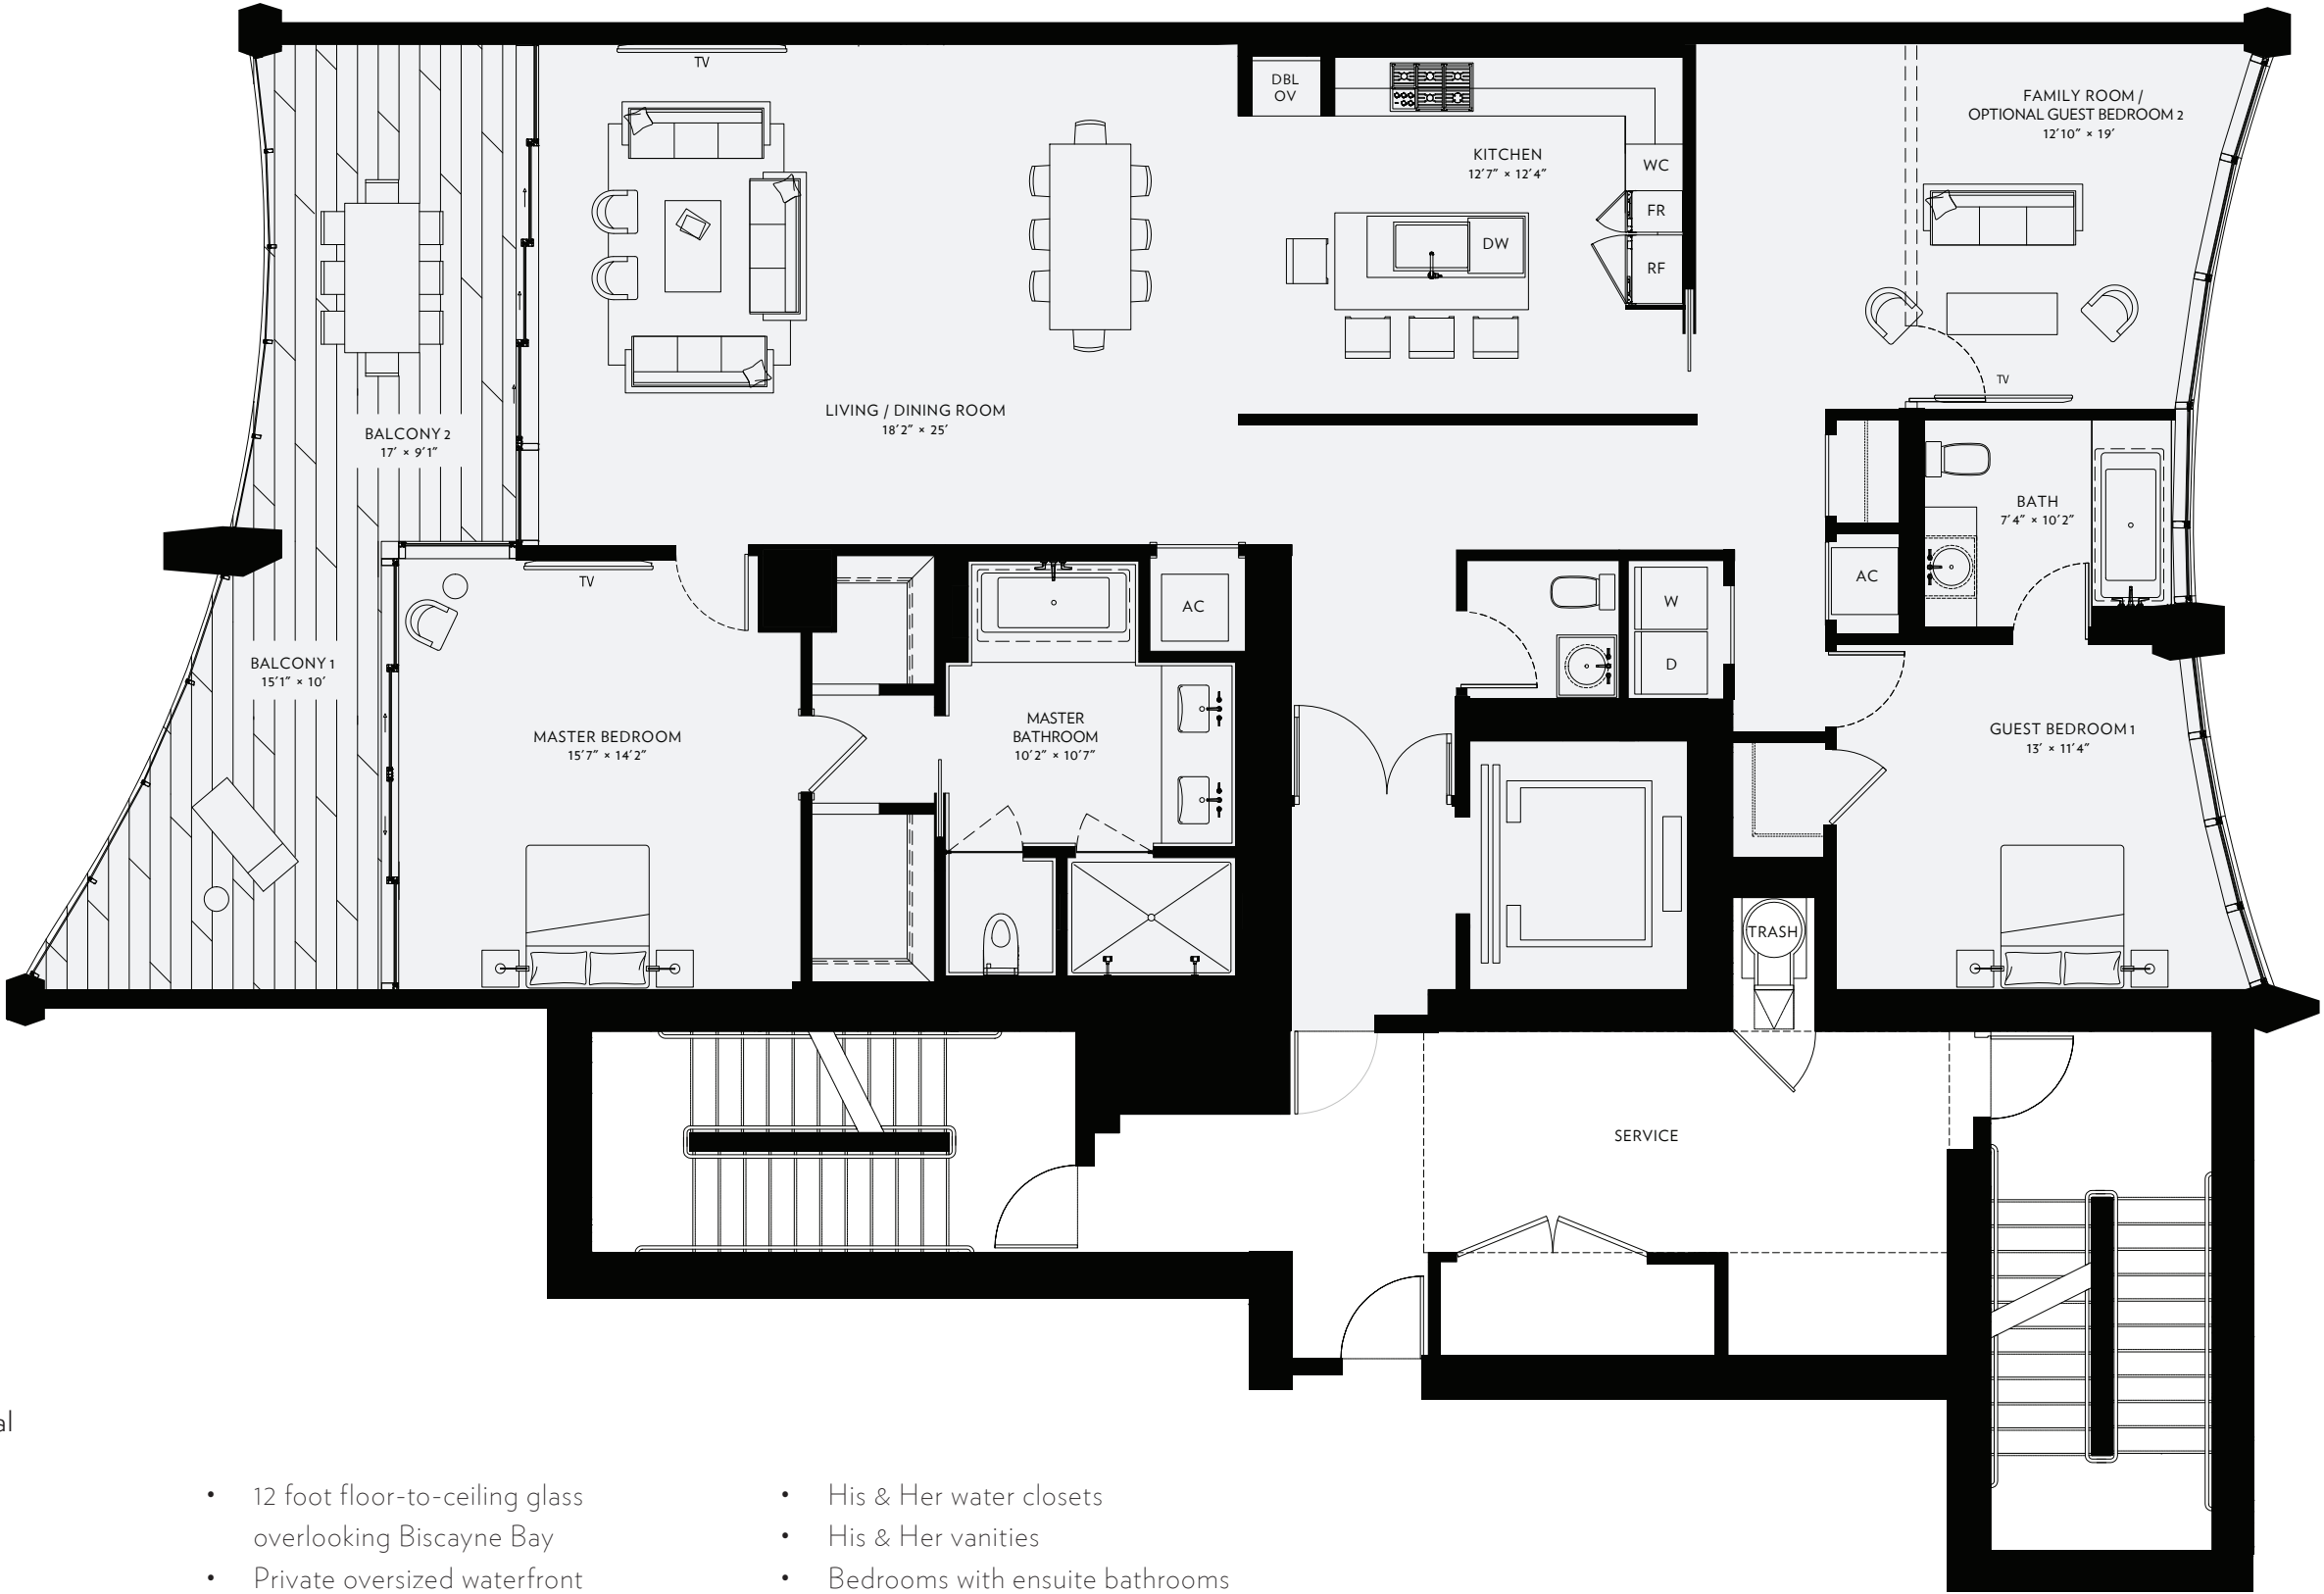 TV
DBL
OV
KITCHEN
12'7" × 12'4"
WC
FR
RF
DW
FAMILY ROOM /
OPTIONAL GUEST BEDROOM 2
12'10" × 19'
TV
LIVING / DINING ROOM
18'2" × 25'
BALCONY 2
17' × 9'1"
BATH
7'4" × 10'2"
AC
TV
AC
W
D
BALCONY 1
15'1" × 10'
MASTER BEDROOM
15'7" × 14'2"
MASTER
BATHROOM
10'2" × 10'7"
GUEST BEDROOM 1
13' × 11'4"
TRASH
SERVICE
al
• 12 foot floor-to-ceiling glass
overlooking Biscayne Bay
• Private oversized waterfront
• His & Her water closets
• His & Her vanities
• Bedrooms with ensuite bathrooms